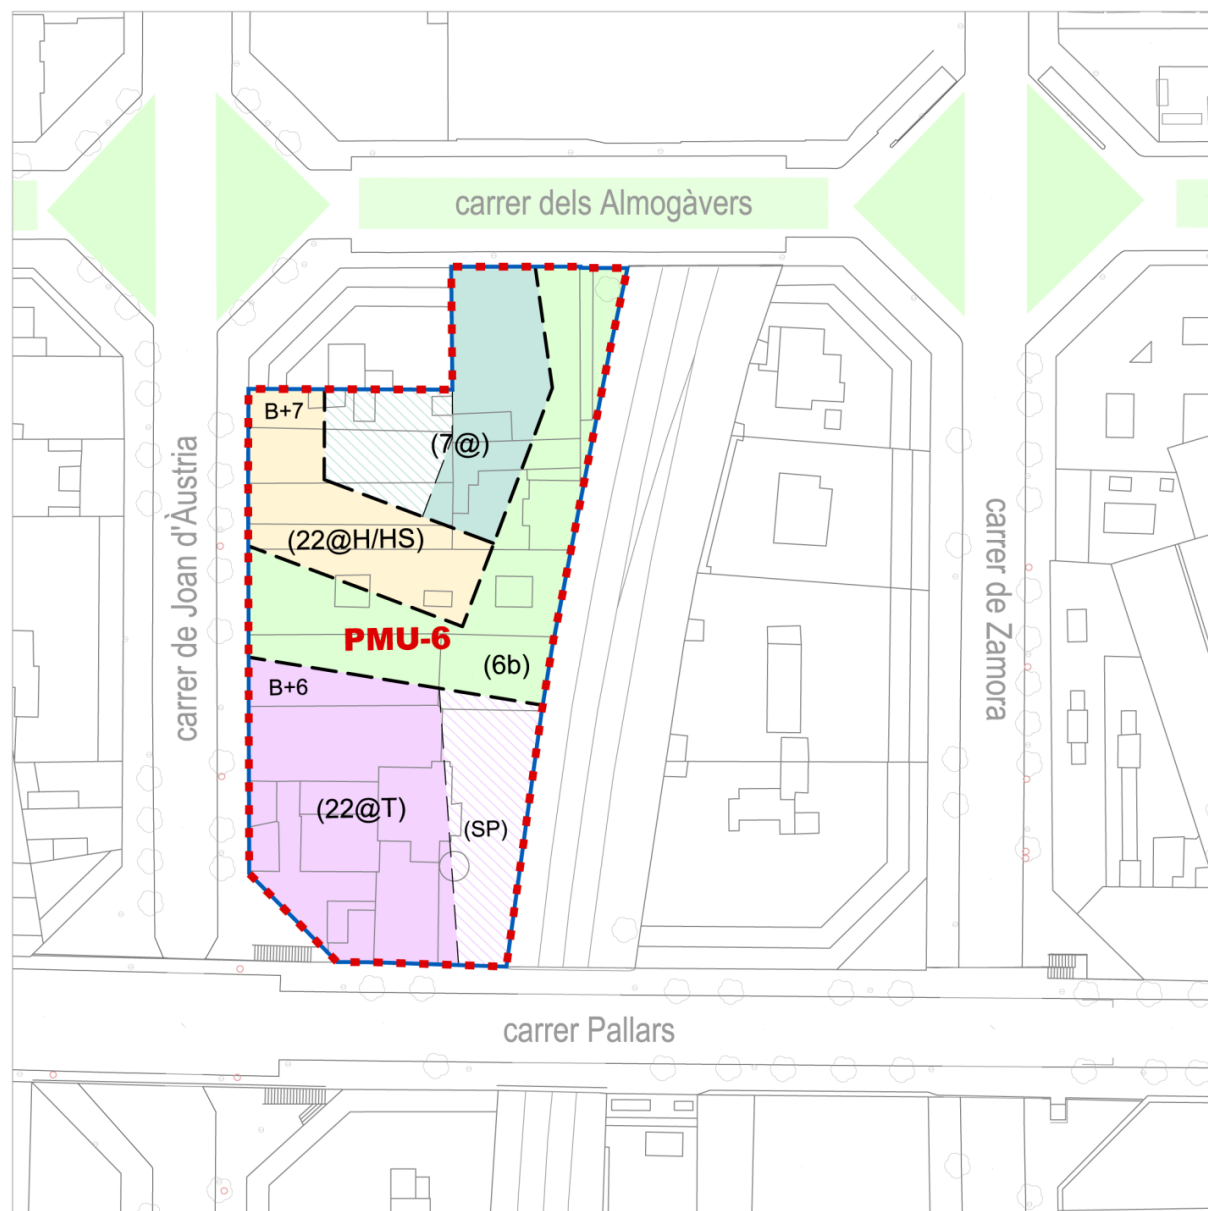 carrer dels Almogàvers
B+7
(7@)
carrer de Joan d'Àustria
(22@H/HS)
carrer de Zamora
PMU-6
(6b)
B+6
(22@T)
(SP)
carrer Pallars